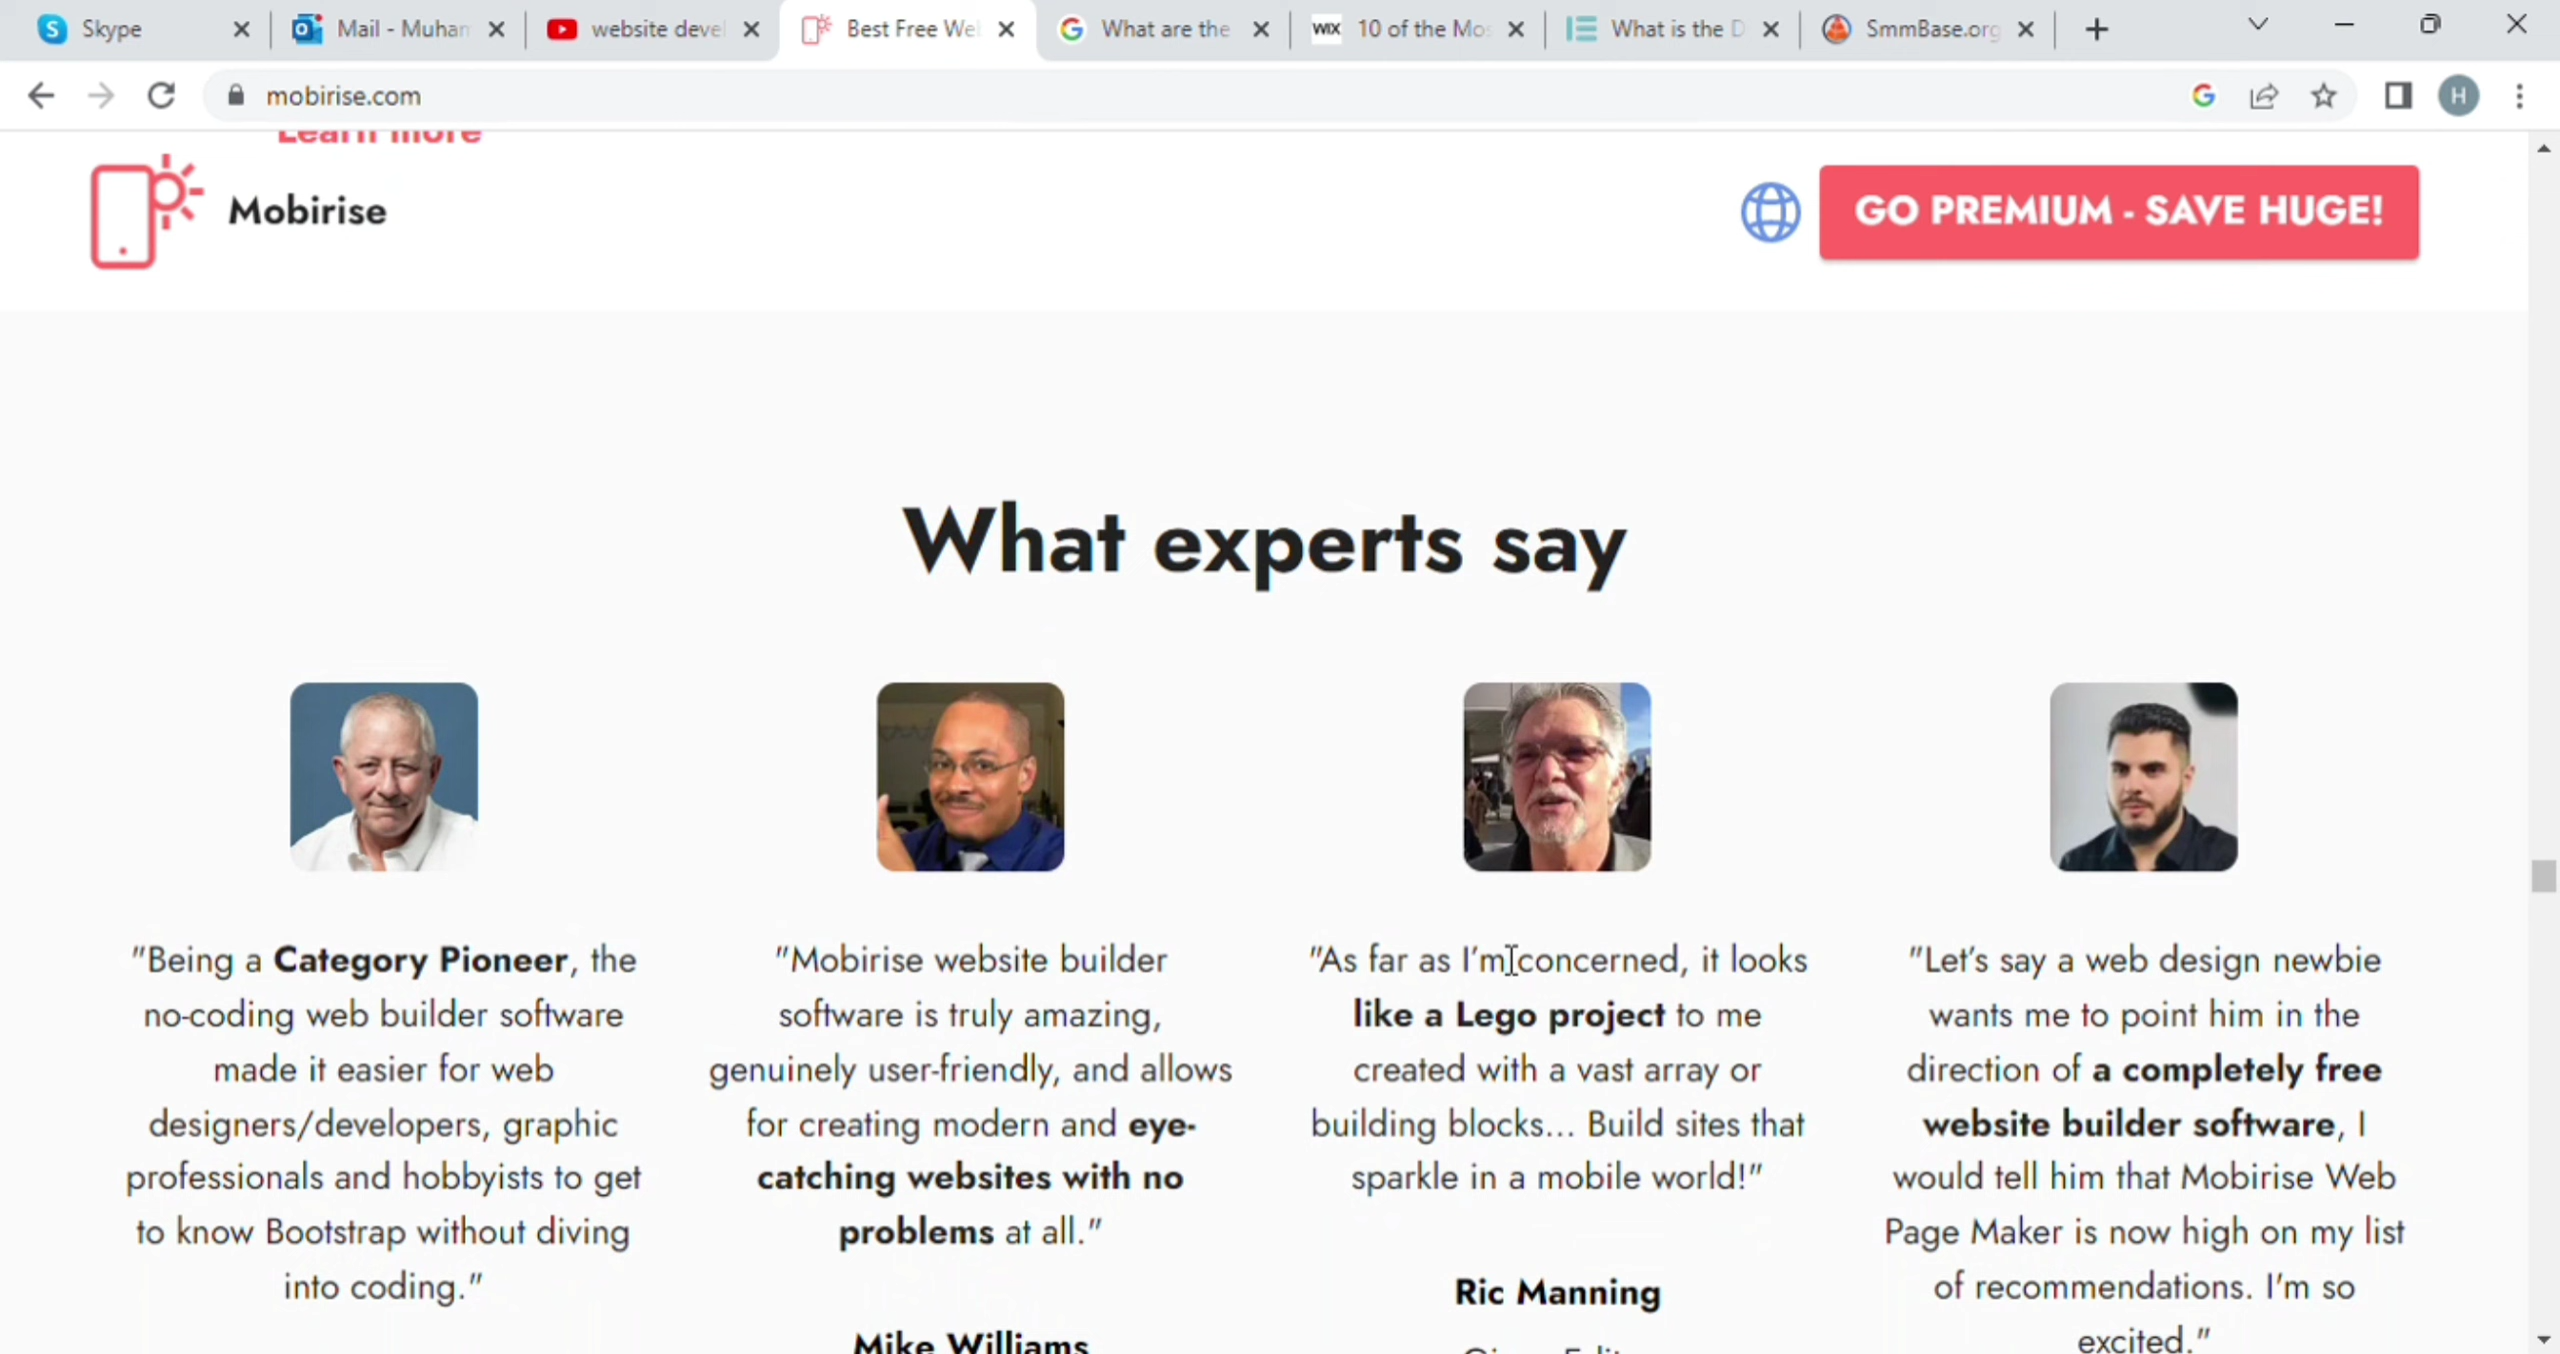 Skype
Mail - Muhan
website devel
Best Free We
What are the
WIX
10 of the Mos
What is the D
SmmBase.org
mobirise.com
H
Learn more
Mobirise
GO PREMIUM - SAVE HUGE!
What experts say
"Being a Category Pioneer, the
no-coding web builder software
made it easier for web
designers/developers, graphic
professionals and hobbyists to get
to know Bootstrap without diving
into coding."
"Mobirise website builder
software is truly amazing,
genuinely user-friendly, and allows
for creating modern and eye-
catching websites with no
problems at all."
Mike Williams
"As far as I'm concerned, it looks
like a Lego project to me
created with a vast array or
building blocks... Build sites that
sparkle in a mobile world!"
Ric Manning
"Let's say a web design newbie
wants me to point him in the
direction of a completely free
website builder software, I
would tell him that Mobirise Web
Page Maker is now high on my list
of recommendations. I'm so
excited."